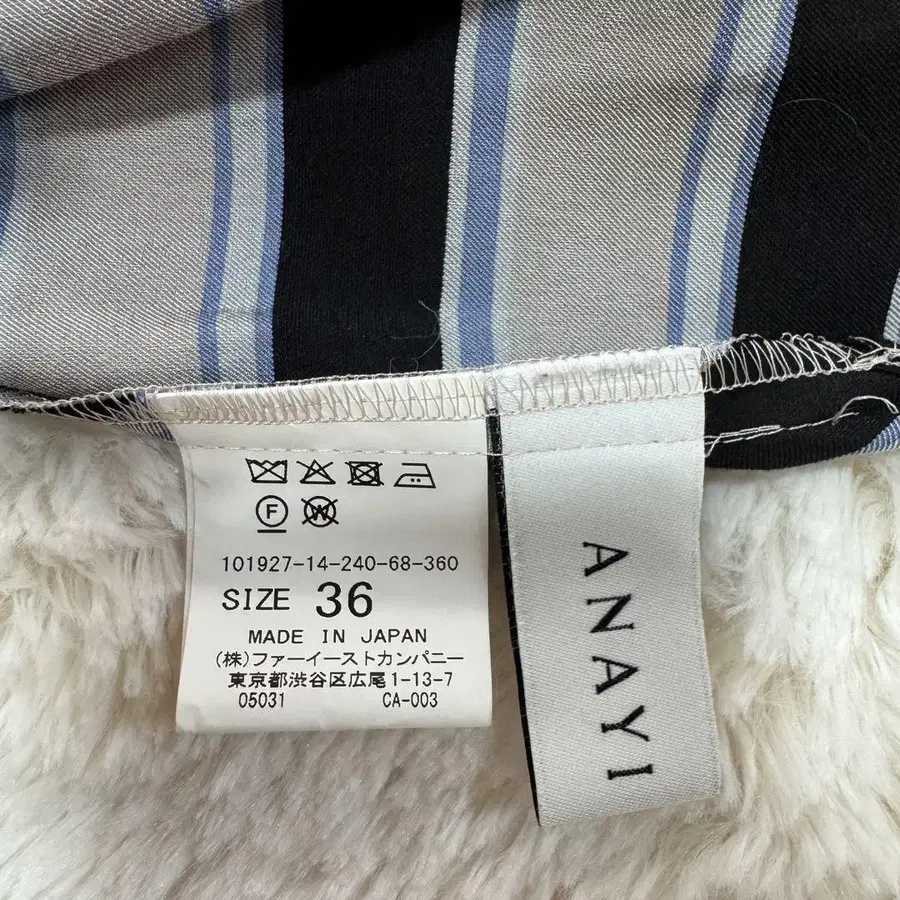 F
W
101927-14-240-68-360
SIZE 36
MADE IN JAPAN
(株)ファーイーストカンパニー
東京都渋谷区広尾1-13-7
05031 CA-003
ANAYI